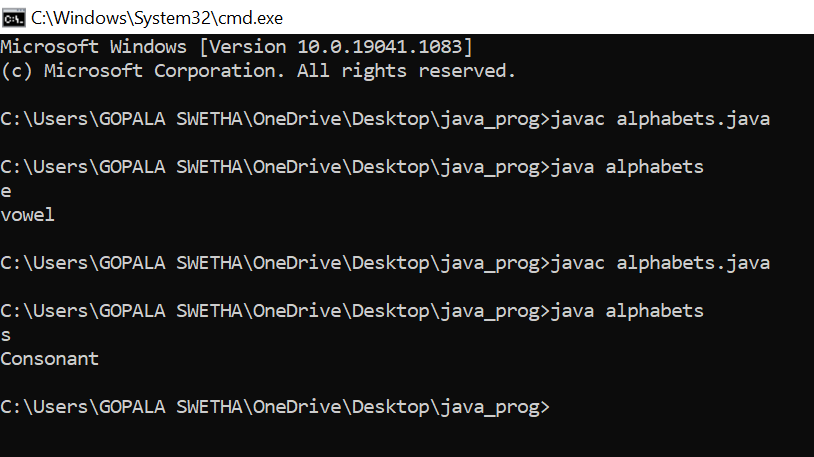 C:\Windows\System32\cmd.exe
Microsoft Windows [Version 10.0.19041.1083]
(c) Microsoft Corporation. All rights reserved.
C:\Users\GOPALA SWETHA\OneDrive\Desktop\java_prog>javac alphabets.java
C:\Users\GOPALA SWETHA\OneDrive\Desktop\java_prog>java alphabets
e
vowel
C:\Users\GOPALA SWETHA\OneDrive\Desktop\java_prog>javac alphabets.java
C:\Users\GOPALA SWETHA\OneDrive\Desktop\java_prog>java alphabets
s
Consonant
C:\Users\GOPALA SWETHA\OneDrive\Desktop\java_prog>